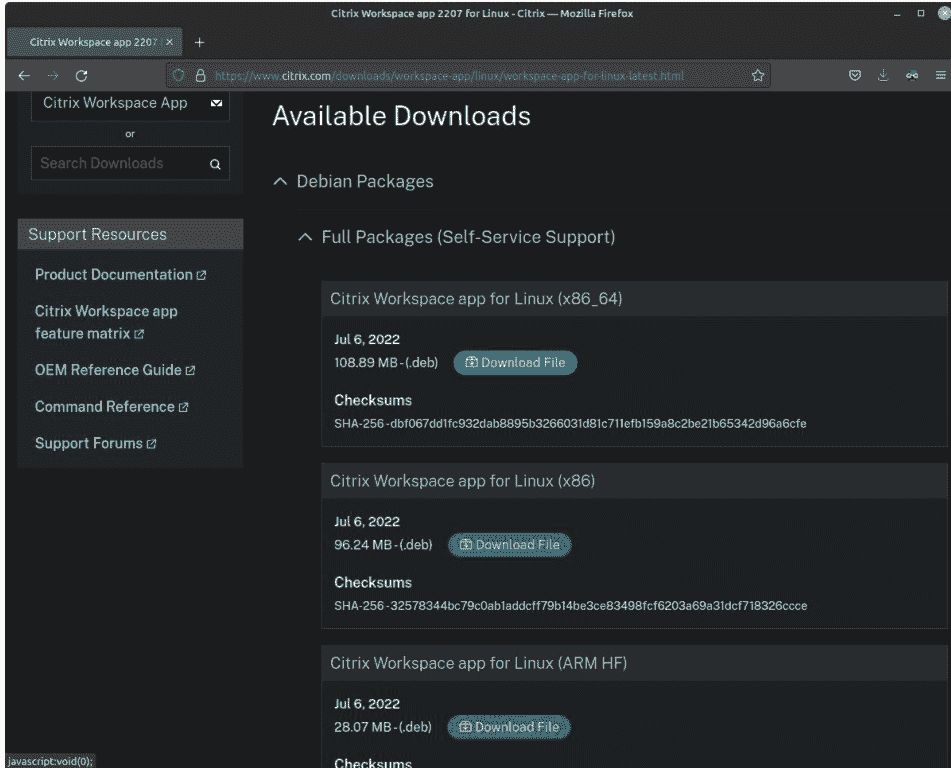 Citrix Workspace app 2207 for Linux - Citrix — Mozilla Firefox
Citrix Workspace app 2207
https://www.citrix.com/downloads/workspace-app/linux/workspace-app-for-linux-latest.html
Citrix Workspace App
or
Search Downloads
Support Resources
Product Documentation
Citrix Workspace app
feature matrix
OEM Reference Guide
Command Reference
Support Forums
Available Downloads
Debian Packages
Full Packages (Self-Service Support)
Citrix Workspace app for Linux (x86_64)
Jul 6, 2022
108.89 MB - (.deb) Download File
Checksums
SHA-256 - dbf067dd1fc932dab8895b3266031d81c711efb159a8c2be21b65342d96a6cfe
Citrix Workspace app for Linux (x86)
Jul 6, 2022
96.24 MB - (.deb) Download File
Checksums
SHA-256 - 32578344bc79c0ab1addcff79b14be3ce83498fcf6203a69a31dcf718326ccce
Citrix Workspace app for Linux (ARM HF)
Jul 6, 2022
28.07 MB - (.deb) Download File
Checksums
javascript:void(0);